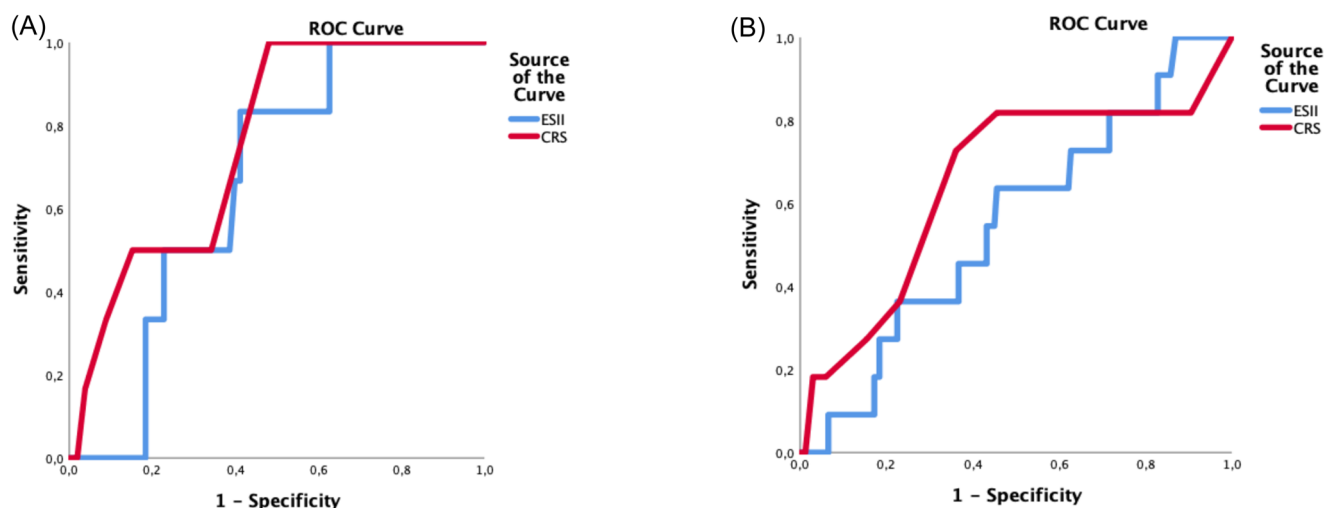 (A)
ROC Curve
1,0
0,8
0,6
0,4
0,2
0,0
Sensitivity
0,0 0,2 0,4 0,6 0,8 1,0
1 – Specificity
Source
of the
Curve
ESII
CRS
(B)
ROC Curve
1,0
0,8
0,6
0,4
0,2
0,0
Sensitivity
0,0 0,2 0,4 0,6 0,8 1,0
1 – Specificity
Source
of the
Curve
ESII
CRS